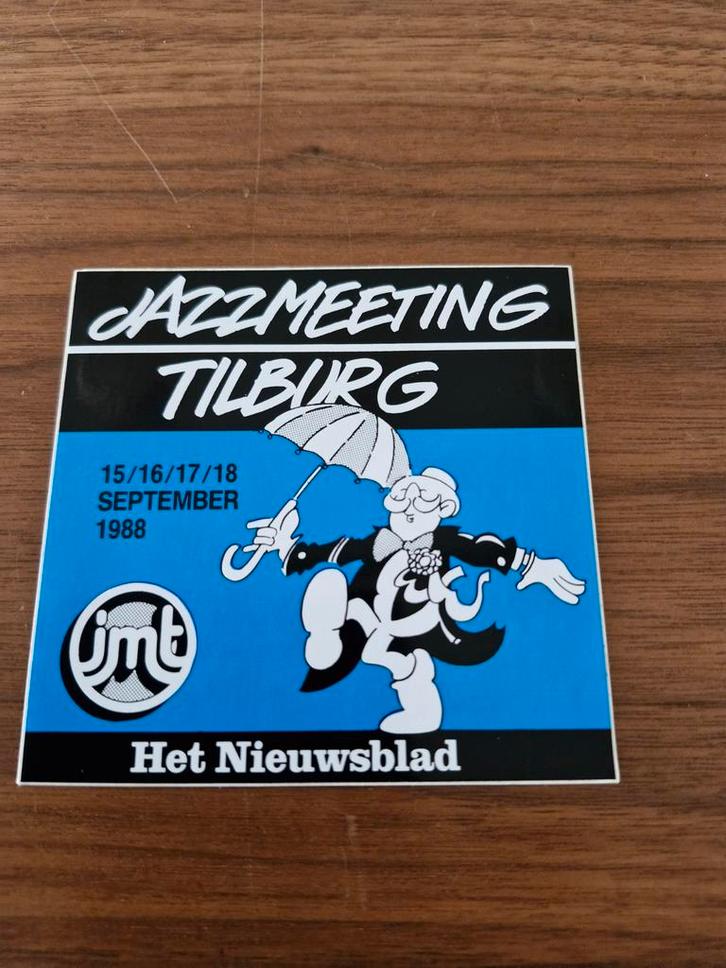 JAZZMEETING
TILBURG
15/16/17/18
SEPTEMBER
1988
jmt
Het Nieuwsblad